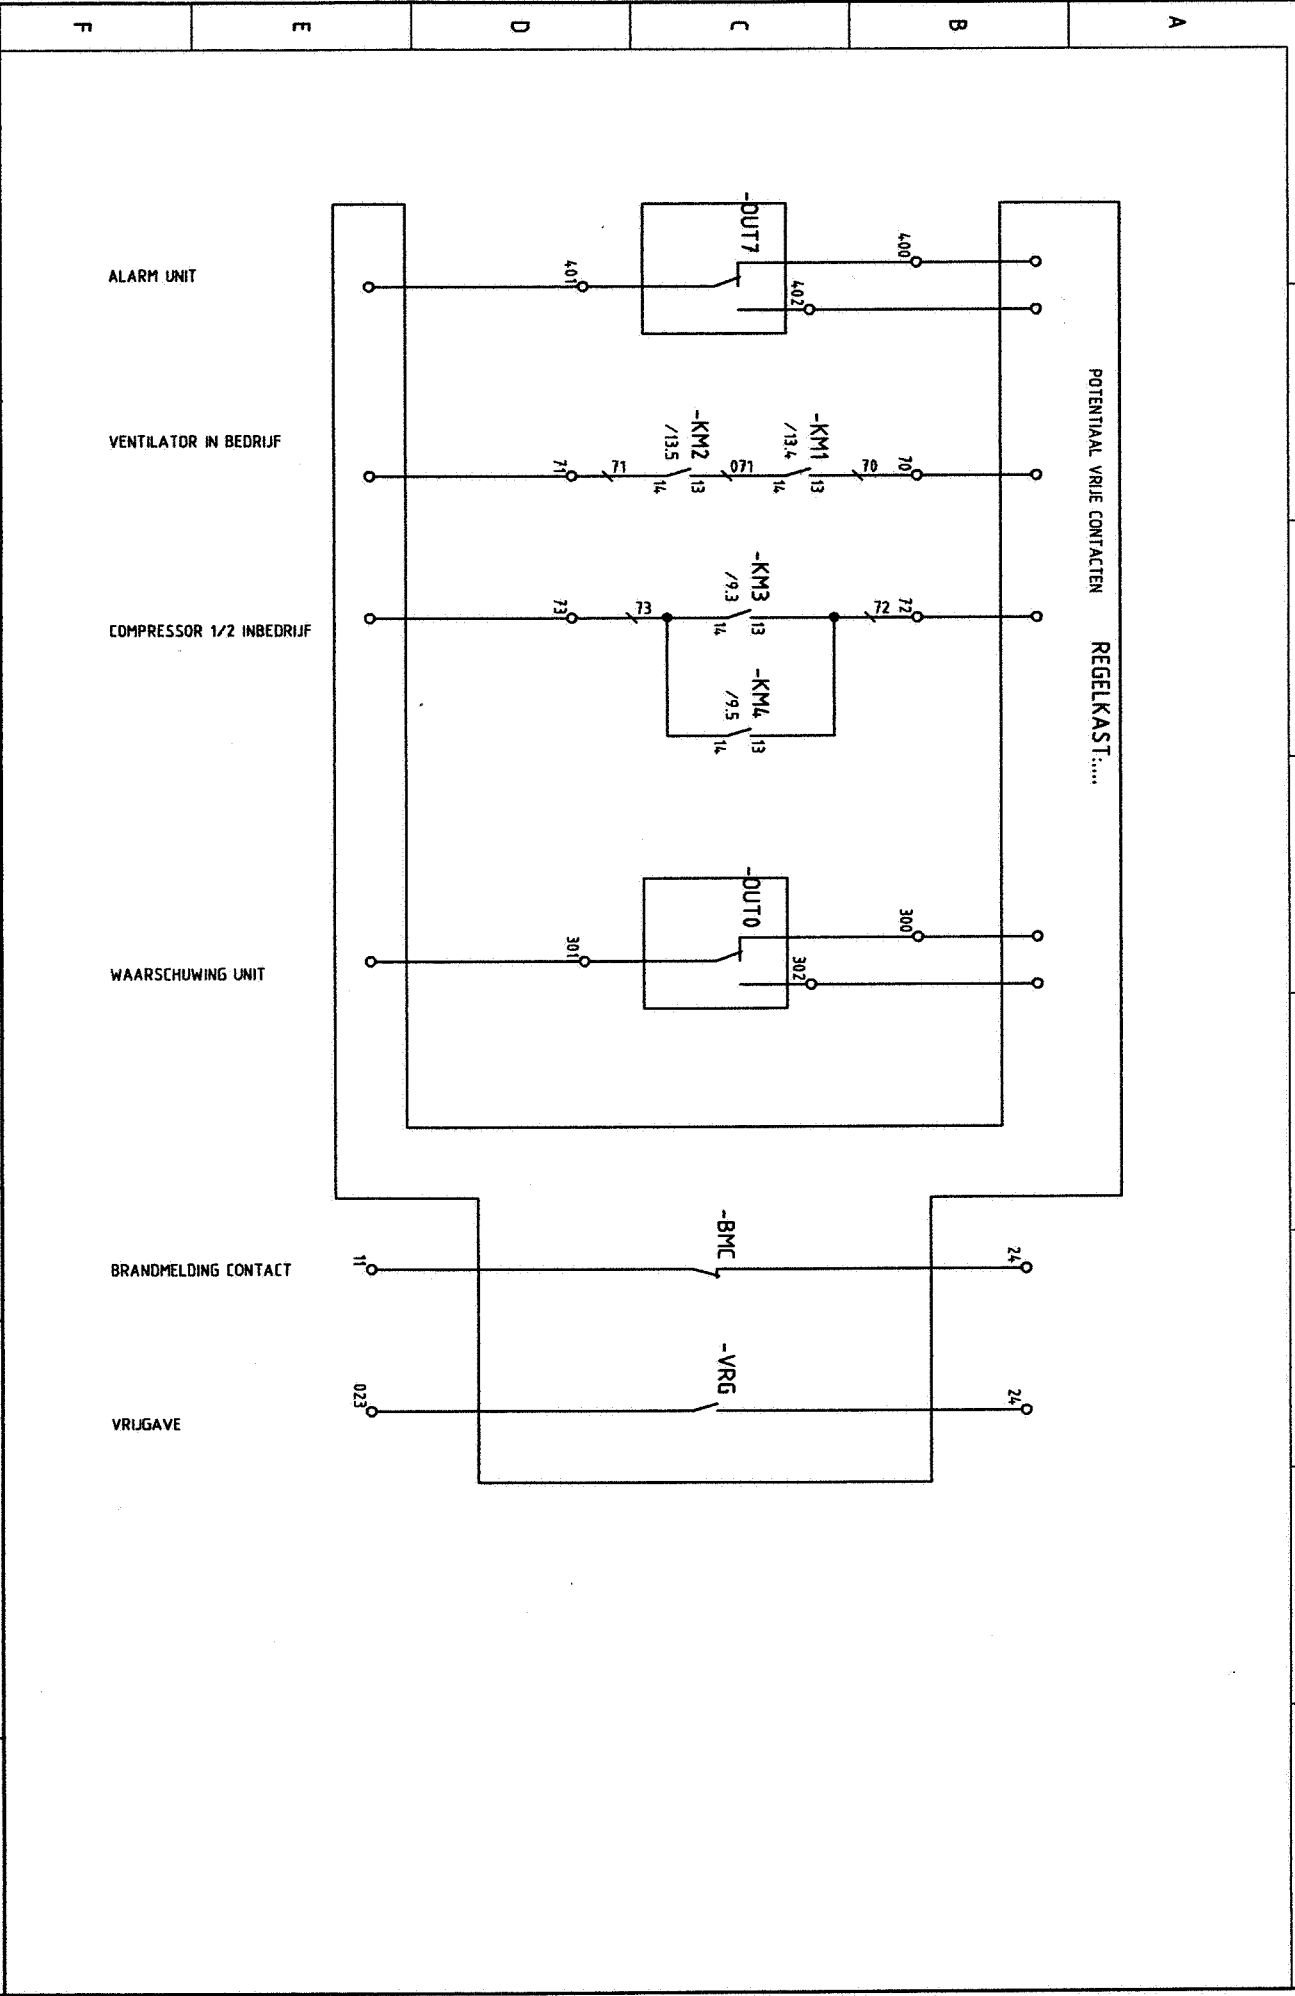 F
E
D
C
B
A
ALARM UNIT
401
-OUT7
402
400
VENTILATOR IN BEDRIJF
71
71
-KM2
/13.5
14
13
071
-KM1
/13.4
14
13
70
70
COMPRESSOR 1/2 INBEDRIJF
73
73
-KM3
/9.3
14
13
72
72
-KM4
/9.5
14
13
POTENTIAAL VRIJE CONTACTEN
REGELKAST:....
WAARSCHUWING UNIT
301
-OUT0
302
300
BRANDMELDING CONTACT
11
-BMC
24
VRIJGAVE
023
-VRG
24